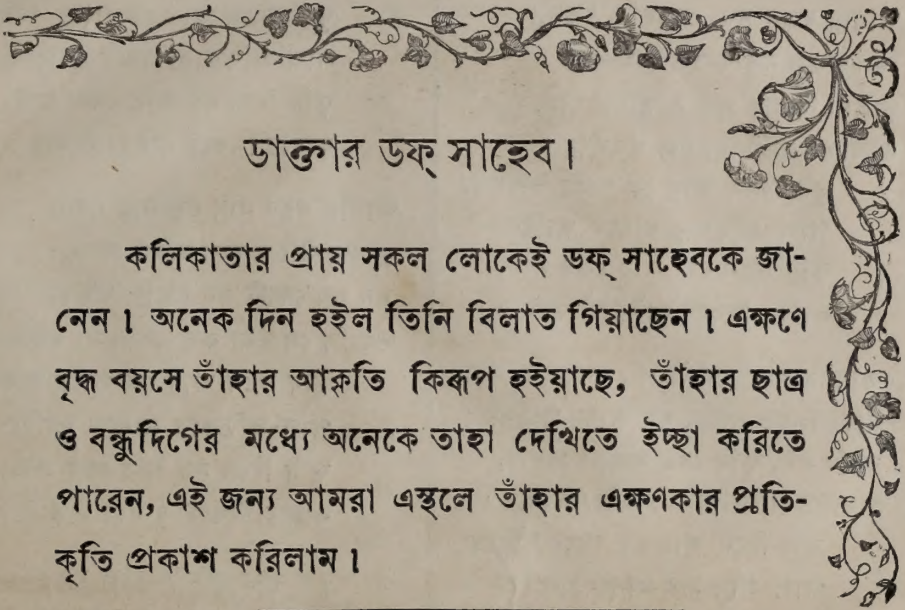 ডাক্তার ডফ্ সাহেব।
কলিকাতার প্রায় সকল লোকেই ডফ্ সাহেবকে জা-
নেন। অনেক দিন হইল তিনি বিলাত গিয়াছেন। এক্ষণে
বৃদ্ধ বয়সে তাঁহার আকৃতি কিরূপ হইয়াছে, তাঁহার ছাত্র
ও বন্ধুদিগের মধ্যে অনেকে তাহা দেখিতে ইচ্ছা করিতে
পারেন, এই জন্য আমরা এস্থলে তাঁহার এক্ষণকার প্রতি-
কৃতি প্রকাশ করিলাম।